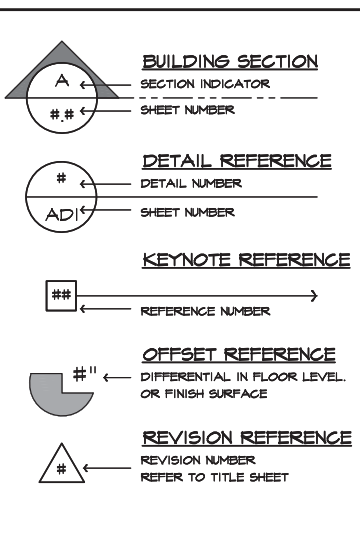 BUILDING SECTION
A
SECTION INDICATOR
#.#
SHEET NUMBER
DETAIL REFERENCE
#
DETAIL NUMBER
AD1
SHEET NUMBER
KEYNOTE REFERENCE
##
REFERENCE NUMBER
OFFSET REFERENCE
#"
DIFFERENTIAL IN FLOOR LEVEL.
OR FINISH SURFACE
REVISION REFERENCE
REVISION NUMBER
#
REFER TO TITLE SHEET